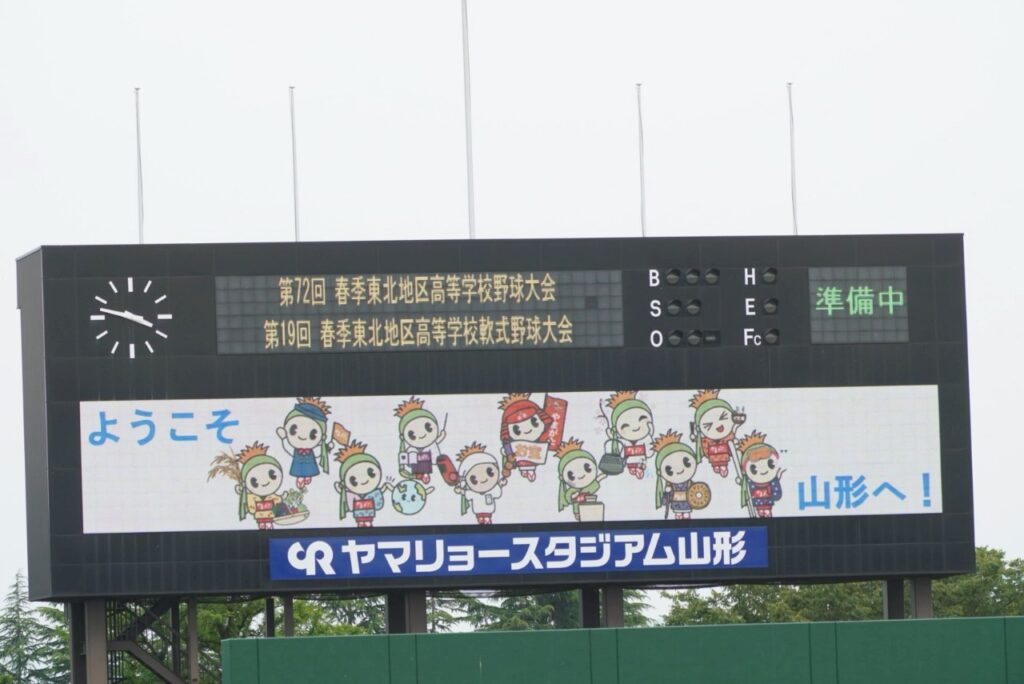 第72回 春季東北地区高等学校野球大会
第19回 春季東北地区高等学校軟式野球大会
B
S
O
H
E
Fc
準備中
ようこそ
山形へ!
ヤマリョースタジアム山形